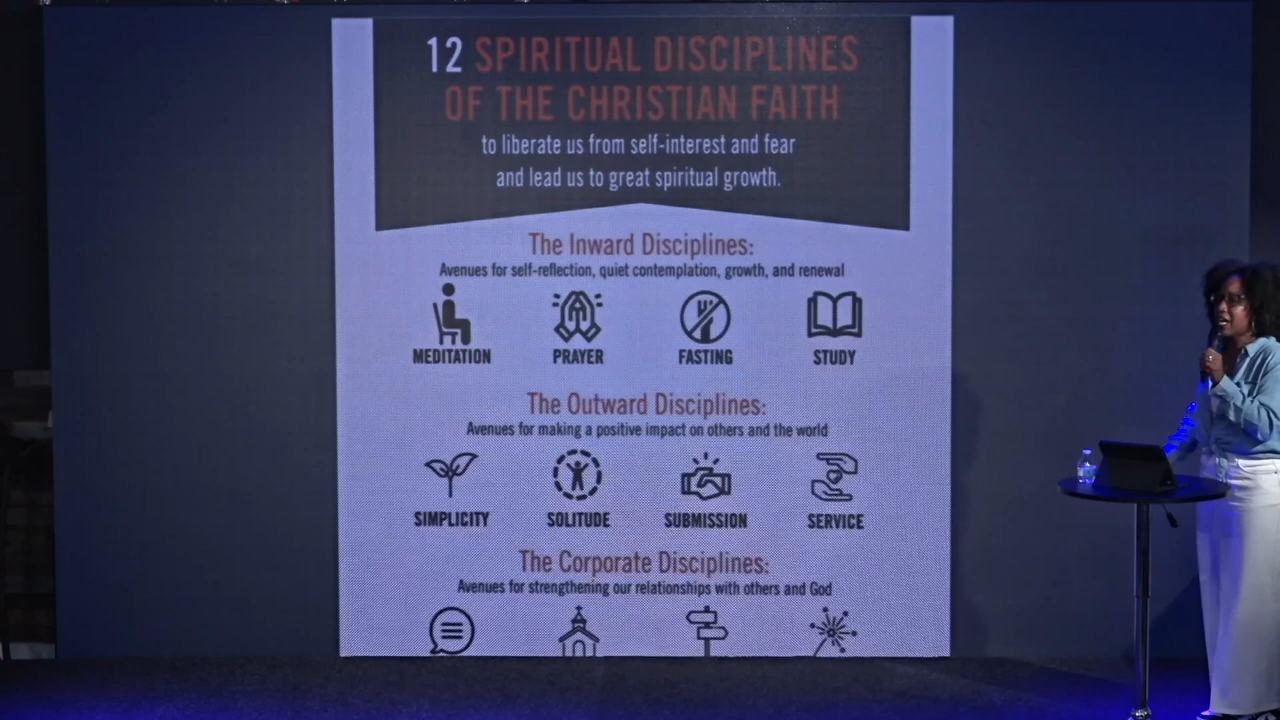 12 SPIRITUAL DISCIPLINES
OF THE CHRISTIAN FAITH
to liberate us from self-interest and fear
and lead us to great spiritual growth.
The Inward Disciplines:
Avenues for self-reflection, quiet contemplation, growth, and renewal
MEDITATION PRAYER FASTING STUDY
The Outward Disciplines:
Avenues for making a positive impact on others and the world
SIMPLICITY SOLITUDE SUBMISSION SERVICE
The Corporate Disciplines:
Avenues for strengthening our relationships with others and God